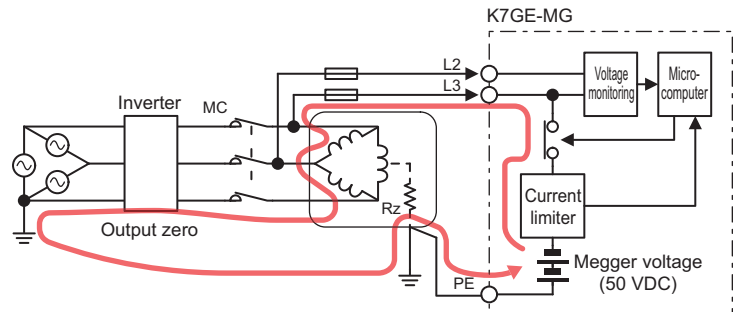 K7GE-MG
L2
L3
Voltage
monitoring
Micro-
computer
Inverter
MC
Rz
Current
limiter
Output zero
Megger voltage
(50 VDC)
PE